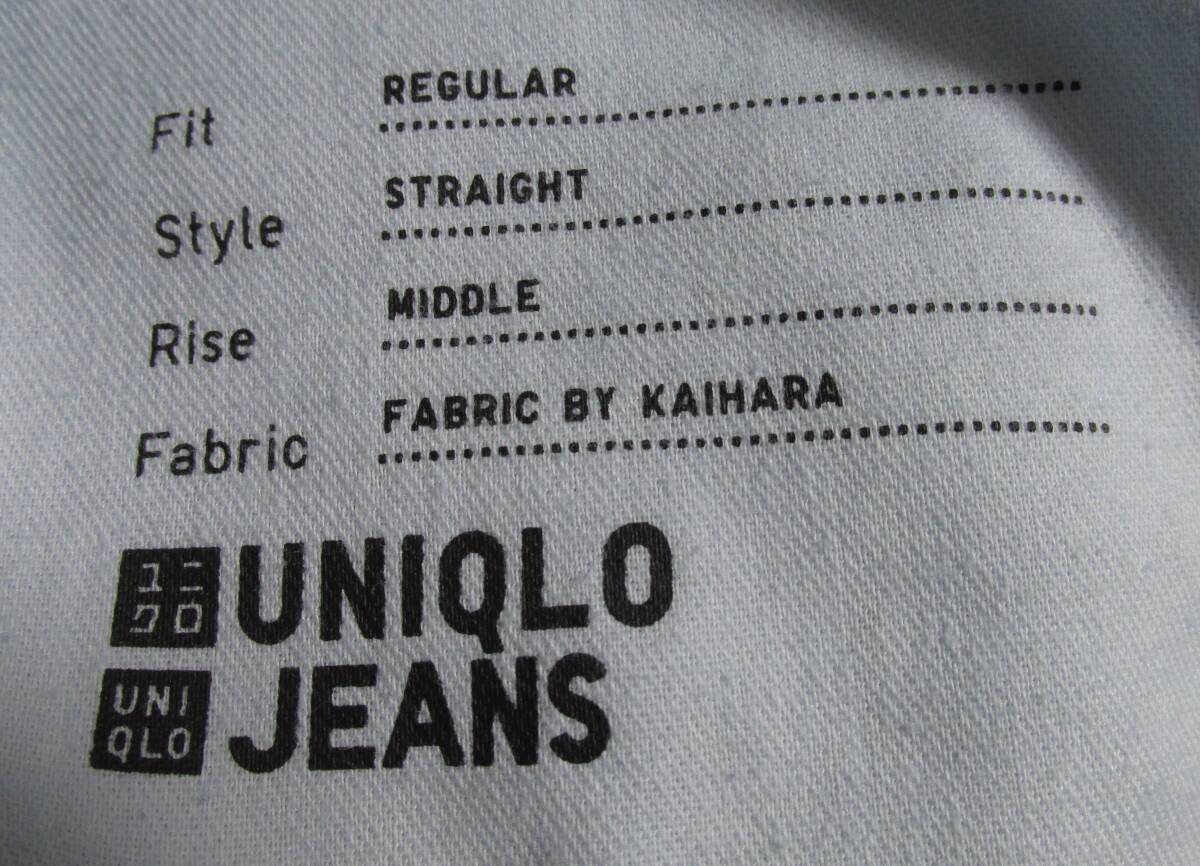 Fit REGULAR
Style STRAIGHT
Rise MIDDLE
Fabric FABRIC BY KAIHARA
ユニ
クロ
UNIQLO
UNI
QLO
JEANS